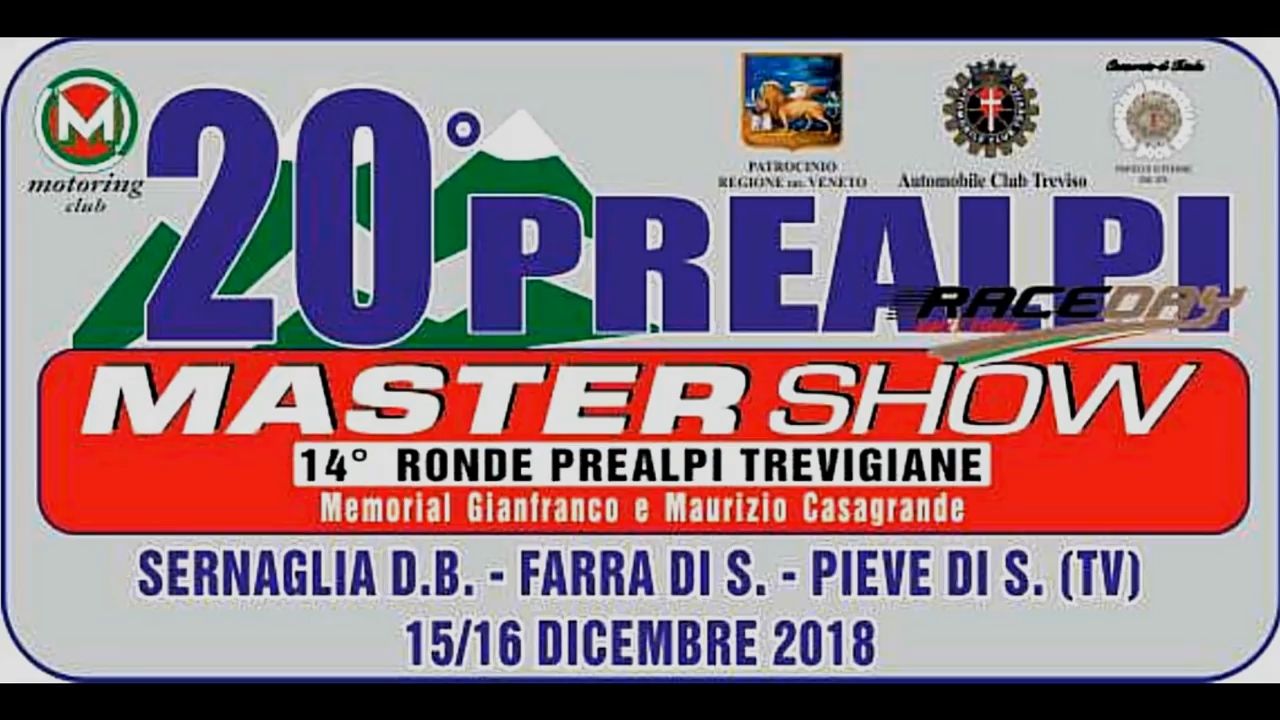 M
motoring
club
20°
PREALPI
PATROCINIO
REGIONE DEL VENETO
Automobile Club Treviso
RACEDAY
MASTER SHOW
14° RONDE PREALPI TREVIGIANE
Memorial Gianfranco e Maurizio Casagrande
SERNAGLIA D.B. - FARRA DI S. - PIEVE DI S. (TV)
15/16 DICEMBRE 2018